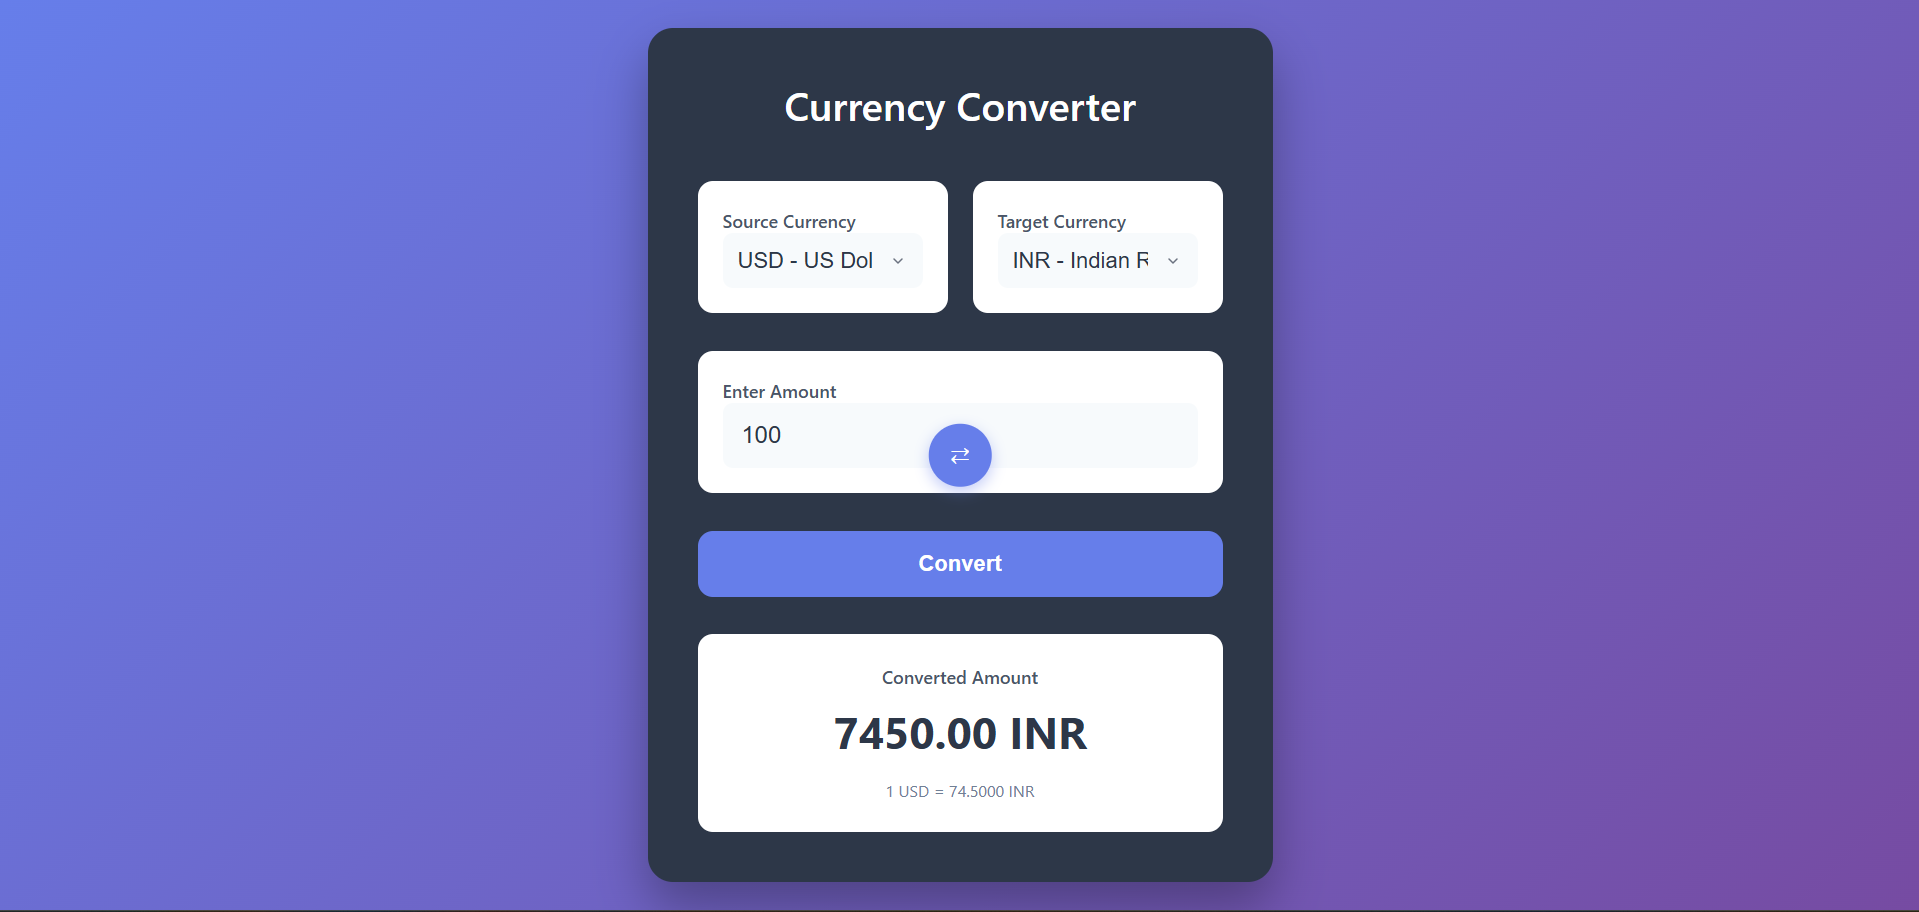 Currency Converter
Source Currency
USD - US Dol
Target Currency
INR - Indian R
Enter Amount
100
Convert
Converted Amount
7450.00 INR
1 USD = 74.5000 INR